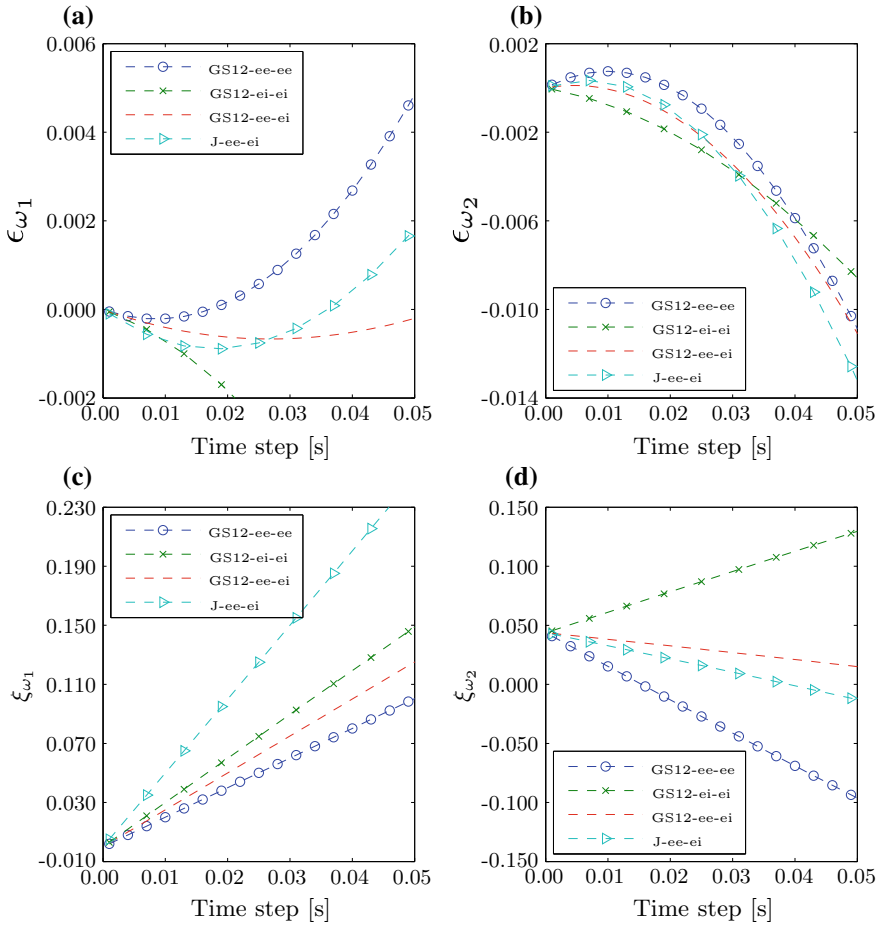 (a)
0.006
0.004
0.002
0.000
-0.002
ϵω1
GS12-ee-ee
GS12-ei-ei
GS12-ee-ei
J-ee-ei
0.00 0.01 0.02 0.03 0.04 0.05
Time step [s]
(b)
0.002
-0.002
-0.006
-0.010
-0.014
ϵω2
GS12-ee-ee
GS12-ei-ei
GS12-ee-ei
J-ee-ei
0.00 0.01 0.02 0.03 0.04 0.05
Time step [s]
(c)
0.230
0.190
0.150
0.110
0.070
0.030
-0.010
ξω1
GS12-ee-ee
GS12-ei-ei
GS12-ee-ei
J-ee-ei
0.00 0.01 0.02 0.03 0.04 0.05
Time step [s]
(d)
0.150
0.100
0.050
0.000
-0.050
-0.100
-0.150
ξω2
GS12-ee-ee
GS12-ei-ei
GS12-ee-ei
J-ee-ei
0.00 0.01 0.02 0.03 0.04 0.05
Time step [s]